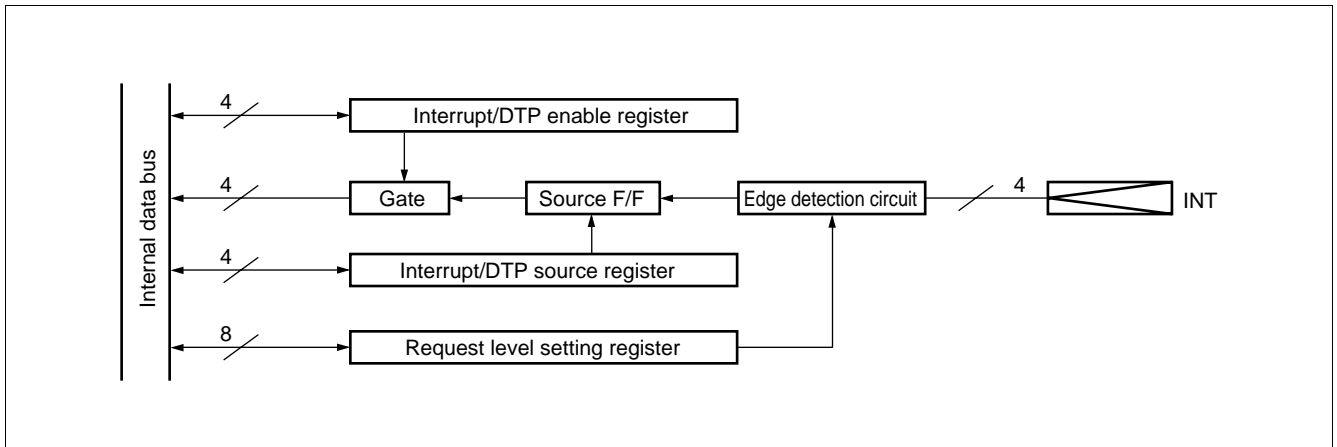 Internal data bus
4
Interrupt/DTP enable register
4
Gate
Source F/F
Edge detection circuit
4
INT
4
Interrupt/DTP source register
8
Request level setting register